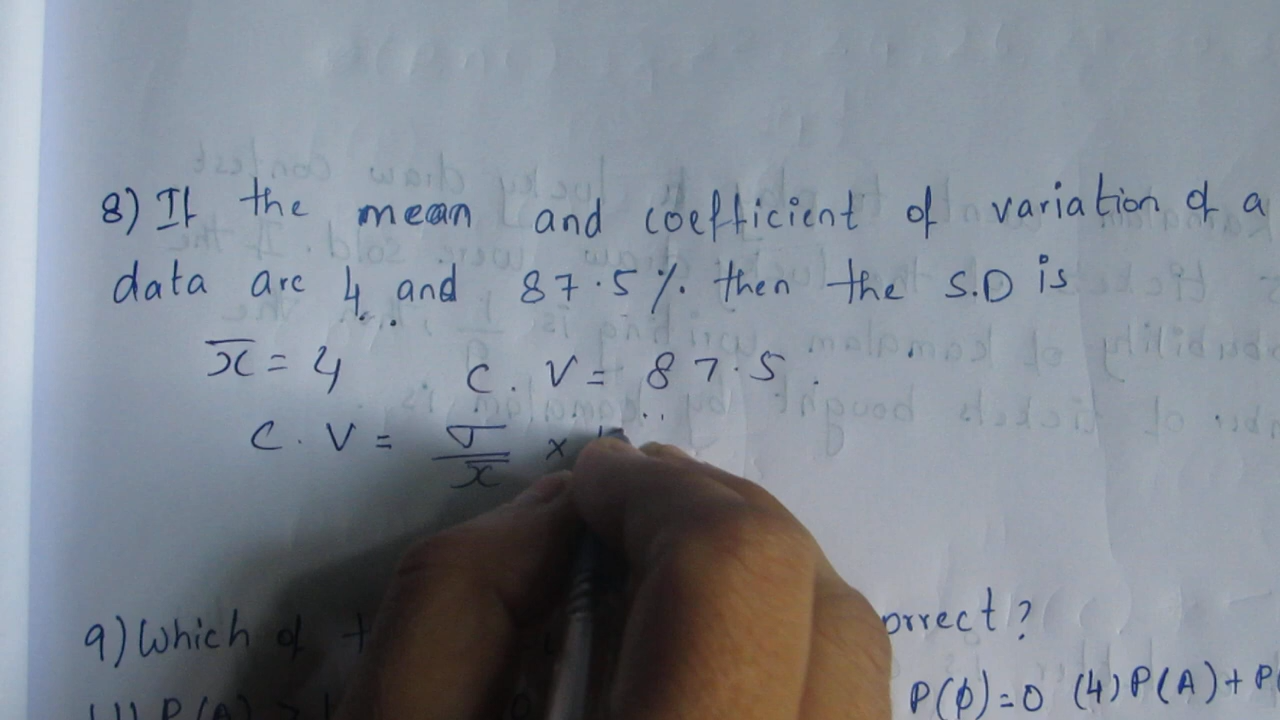 8) If the mean and coefficient of variation of a
data are 4 and 87.5% then the S.D is
x̄ = 4 C. V = 87.5
C. V = σ/x̄ ×
9) Which of orrect?
P(A) > 1 P(ϕ)=0 (4) P(A) + P(